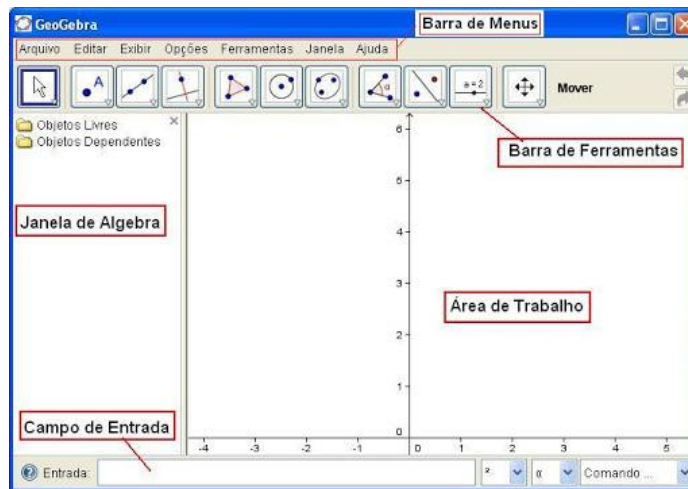 GeoGebra
Barra de Menus
Arquivo Editar Exibir Opções Ferramentas Janela Ajuda
A
α
a=2
Mover
Objetos Livres
Objetos Dependentes
Barra de Ferramentas
Janela de Algebra
Área de Trabalho
6
5
4
3
2
1
0
-4 -3 -2 -1 0 1 2 3 4 5
Campo de Entrada
Entrada: ² α Comando ...